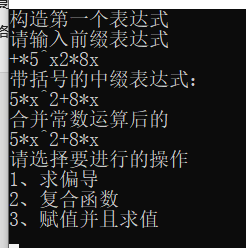 构造第一个表达式
请输入前缀表达式
+*5^x2*8x
带括号的中缀表达式:
5*x^2+8*x
合并常数运算后的
5*x^2+8*x
请选择要进行的操作
1、求偏导
2、复合函数
3、赋值并且求值